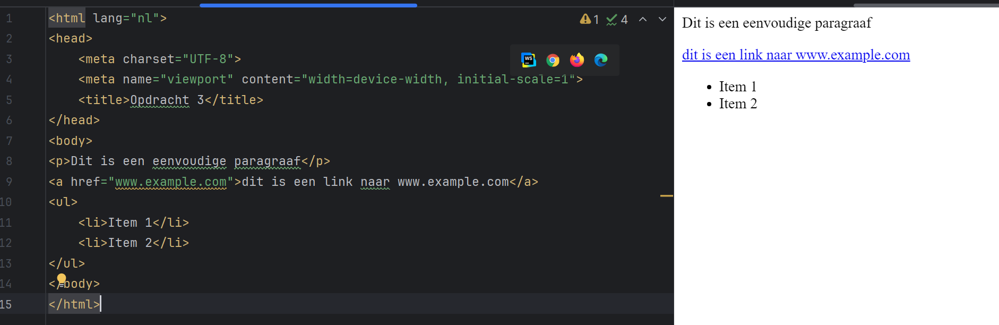 1 <html lang="nl">
2 <head>
3 <meta charset="UTF-8">
4 <meta name="viewport" content="width=device-width, initial-scale=1">
5 <title>Opdracht 3</title>
6 </head>
7 <body>
8 <p>Dit is een eenvoudige paragraaf</p>
9 <a href="www.example.com">dit is een link naar www.example.com</a>
10 <ul>
11 <li>Item 1</li>
12 <li>Item 2</li>
13 </ul>
14 </body>
15 </html>
1 4
WS
Dit is een eenvoudige paragraaf
dit is een link naar www.example.com
• Item 1
• Item 2